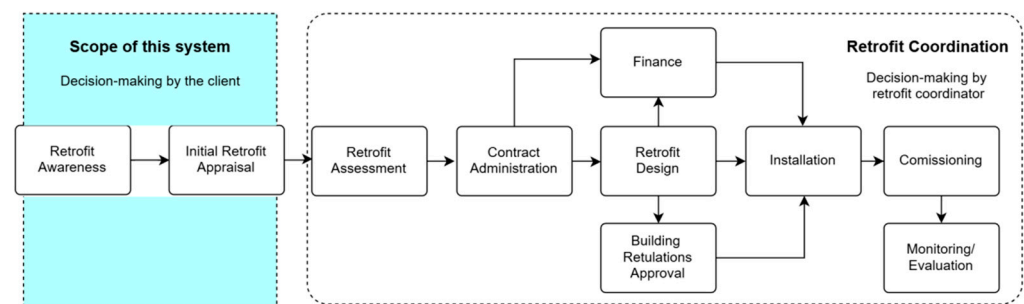 Scope of this system
Decision-making by the client
Retrofit
Awareness
Initial Retrofit
Appraisal
Retrofit
Assessment
Contract
Administration
Finance
Retrofit
Design
Building
Retulations
Approval
Installation
Retrofit Coordination
Decision-making by
retrofit coordinator
Comissioning
Monitoring/
Evaluation